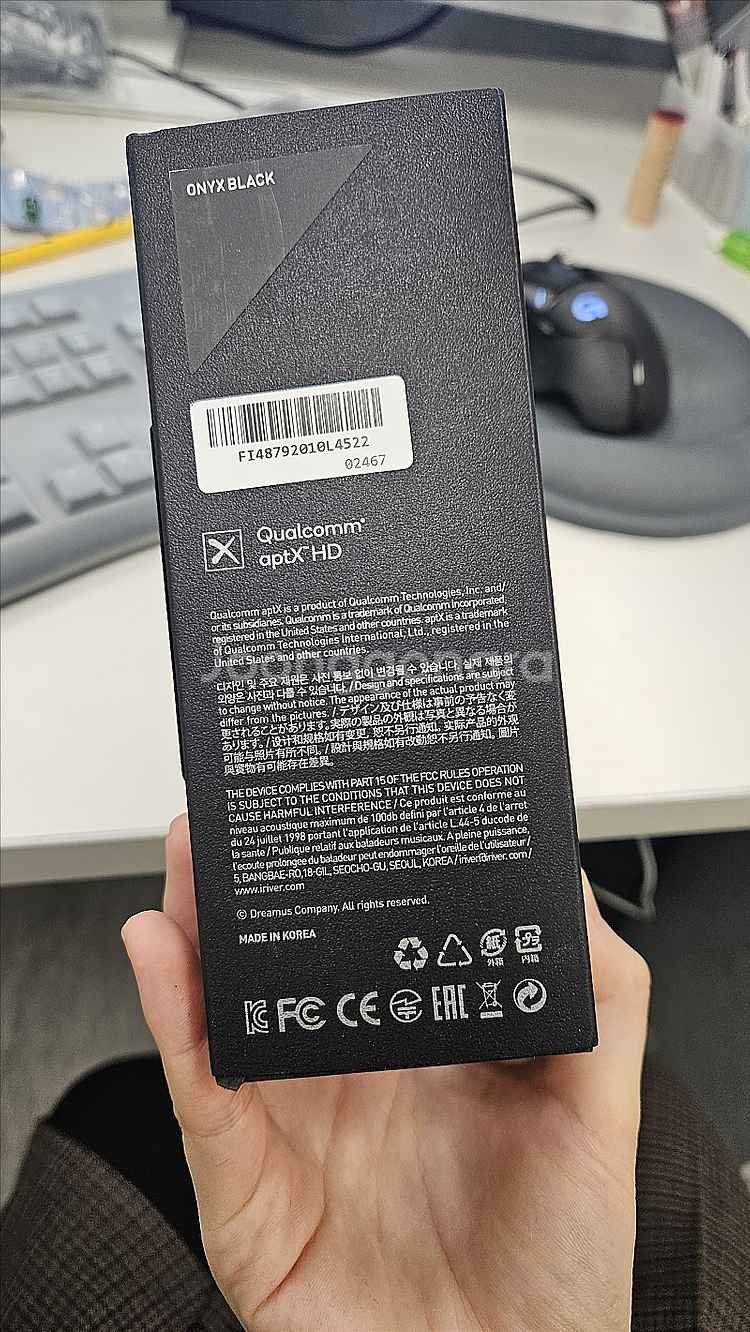 ONYX BLACK
FI48792010L4522
02467
Qualcomm®
aptX™ HD
Qualcomm aptX is a product of Qualcomm Technologies, Inc. and/
or its subsidiaries. Qualcomm is a trademark of Qualcomm Incorporated
registered in the United States and other countries. aptX is a trademark
of Qualcomm Technologies International, Ltd., registered in the
United States and other countries.
디자인 및 주요 제원은 사전 통보 없이 변경될 수 있습니다. 실제 제품의
외양은 사진과 다를 수 있습니다. / Design and specifications are subject
to change without notice. The appearance of the actual product may
differ from the pictures. / デザイン及び仕様は事前の予告なく変
更されることがあります。実際の製品の外観は写真と異なる場合が
あります。/ 设计和规格如有变更, 恕不另行通知。实际产品的外观
可能与照片有所不同。/ 設計與規格如有改動恕不另行通知。圖片
與實物有可能存在差異。
THE DEVICE COMPLIES WITH PART 15 OF THE FCC RULES OPERATION
IS SUBJECT TO THE CONDITIONS THAT THIS DEVICE DOES NOT
CAUSE HARMFUL INTERFERENCE / Ce produit est conforme au
niveau acoustique maximum de 100db defini par l'article 4 de l'arret
du 24 juillet 1998 portant l'application de l'article L.44-5 ducode de
la sante / Publique relatif aux baladeurs musicaux. A pleine puissance,
l'ecoute prolongee du baladeur peut endommager l'oreille de l'utilisateur /
5, BANGBAE-RO, 18-GIL, SEOCHO-GU, SEOUL, KOREA / iriver@iriver.com /
www.iriver.com
© Dreamus Company. All rights reserved.
MADE IN KOREA
紙
外箱
プラ
内箱
FC CE EAC